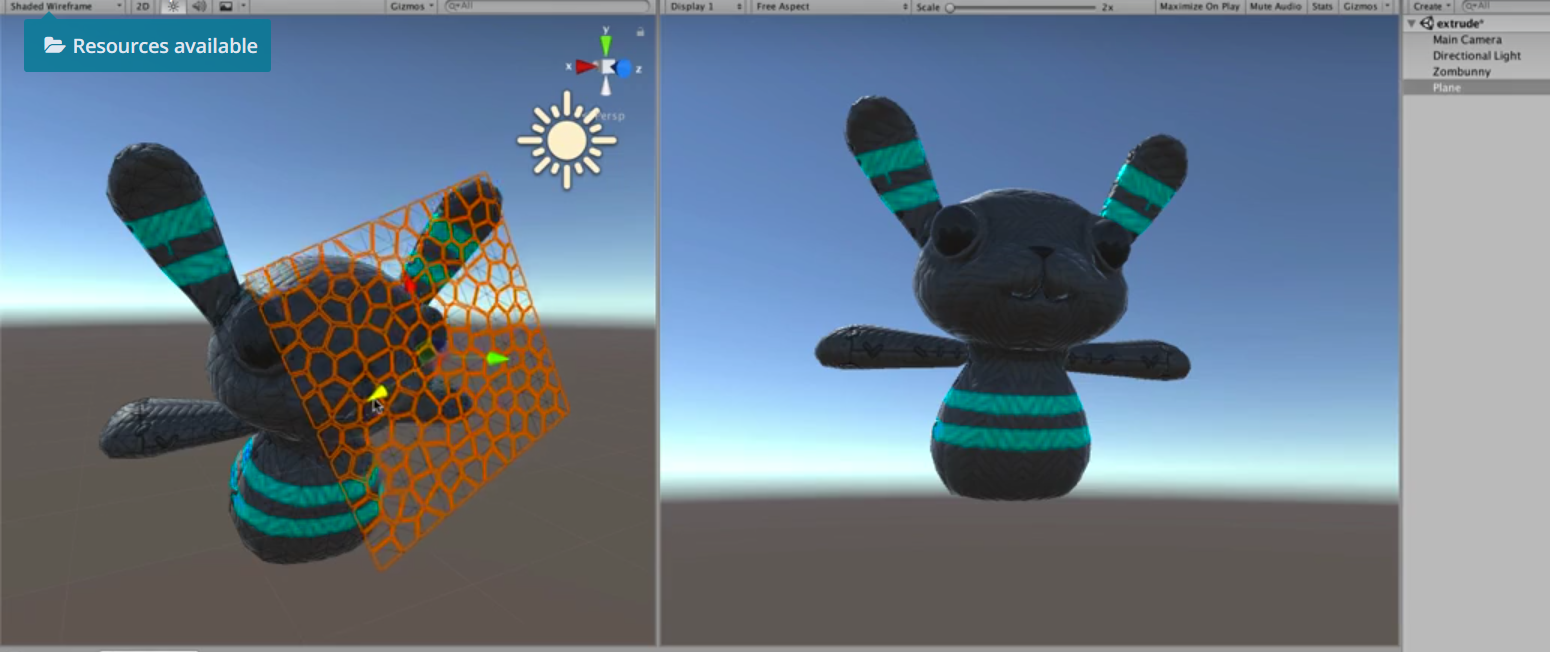 Shaded Wireframe 2D Gizmos All
Resources available
y
x z
Persp
Display 1 Free Aspect Scale 2x Maximize On Play Mute Audio Stats Gizmos
Create All
extrude*
Main Camera
Directional Light
Zombunny
Plane